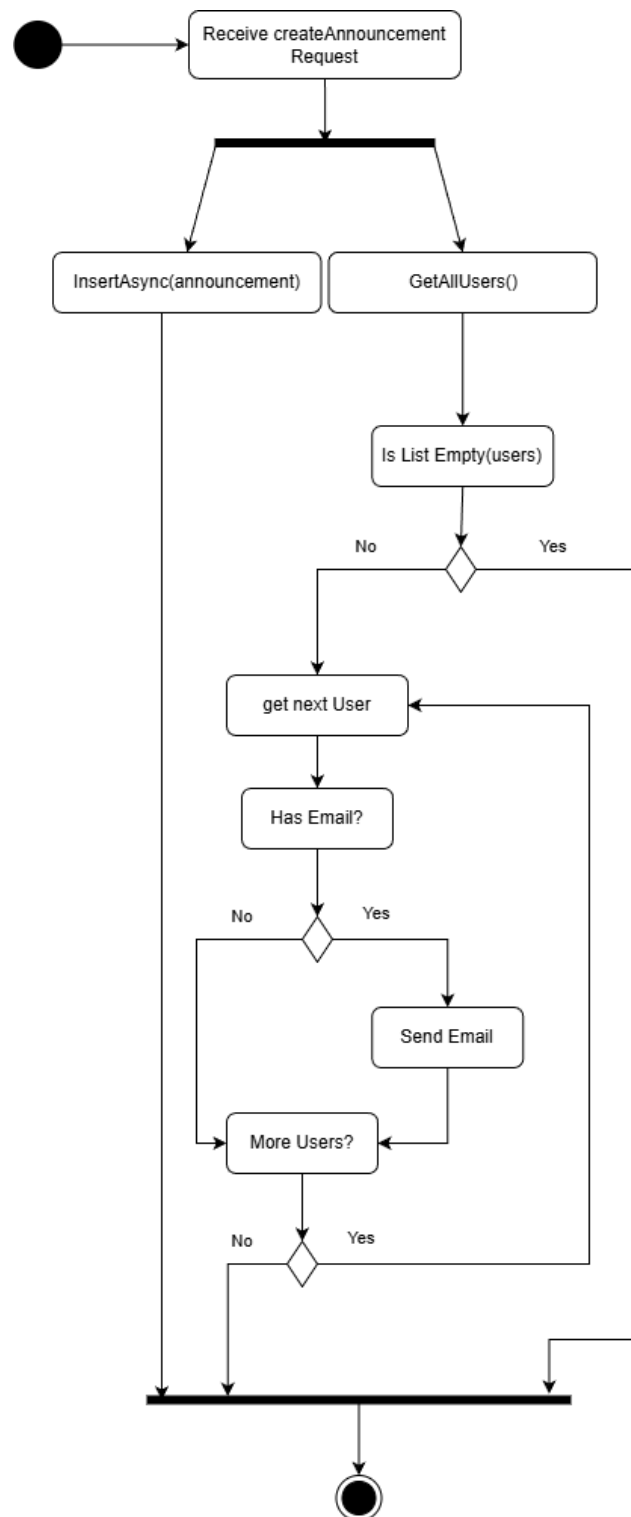 Receive createAnnouncement
Request
InsertAsync(announcement)
GetAllUsers()
Is List Empty(users)
No
Yes
get next User
Has Email?
No
Yes
Send Email
More Users?
No
Yes